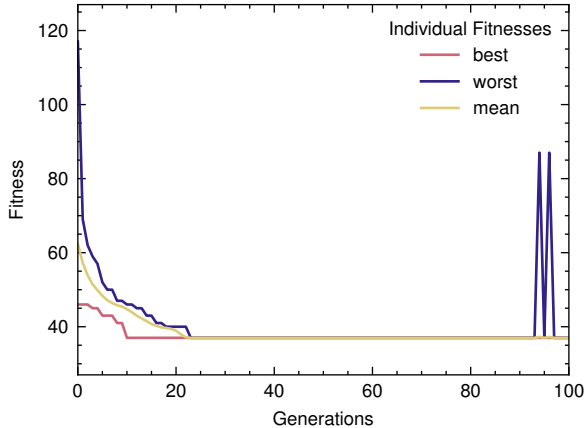 120
100
80
60
40
Fitness
Individual Fitnesses
best
worst
mean
0 20 40 60 80 100
Generations